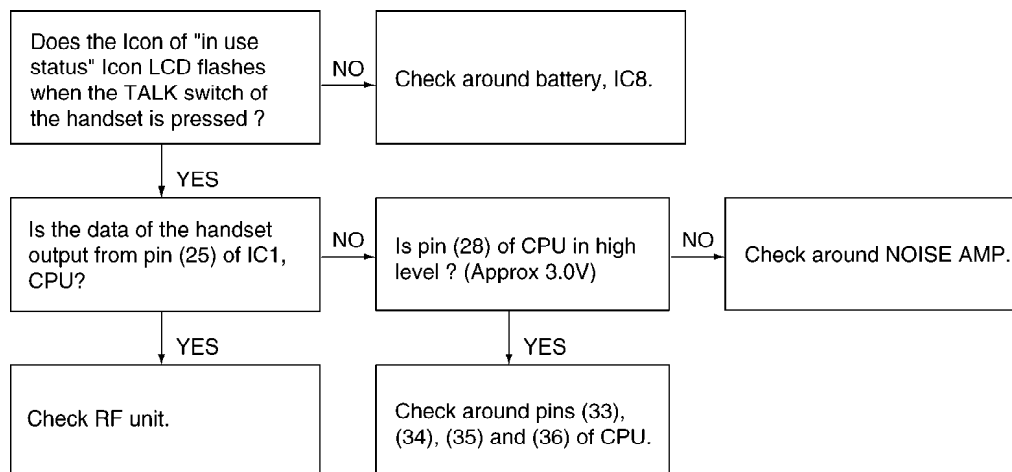 Does the Icon of "in use
status" Icon LCD flashes
when the TALK switch of
the handset is pressed ?
NO
Check around battery, IC8.
YES
Is the data of the handset
output from pin (25) of IC1,
CPU?
NO
Is pin (28) of CPU in high
level ? (Approx 3.0V)
NO
Check around NOISE AMP.
YES
YES
Check RF unit.
Check around pins (33),
(34), (35) and (36) of CPU.